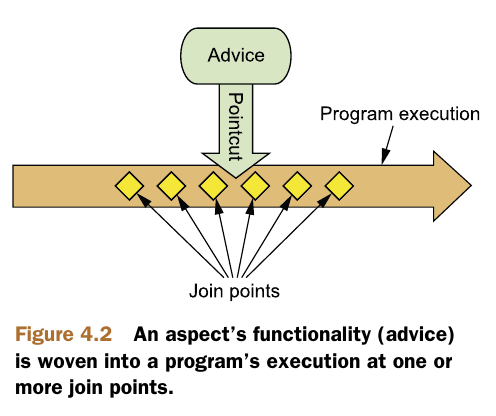 Advice
Pointcut
Program execution
Join points
Figure 4.2 An aspect's functionality (advice)
is woven into a program's execution at one or
more join points.